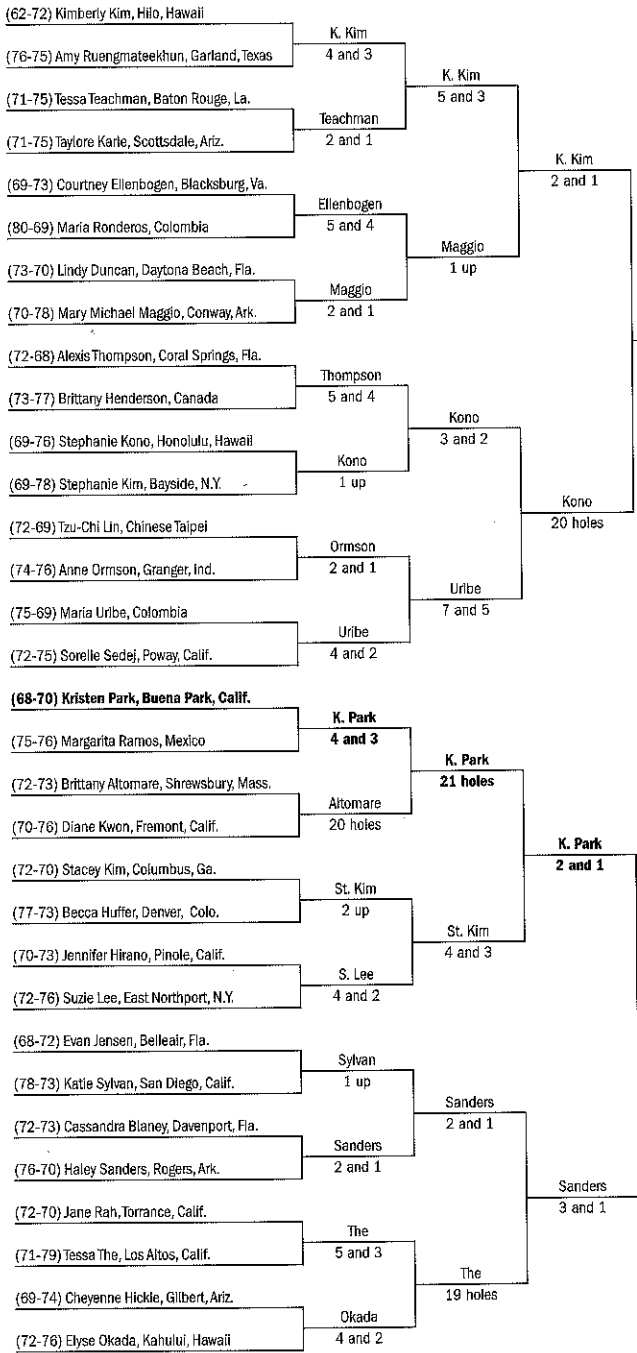 (62-72) Kimberly Kim, Hilo, Hawaii
K. Kim
(76-75) Amy Ruengmateekhun, Garland, Texas
4 and 3
K. Kim
5 and 3
(71-75) Tessa Teachman, Baton Rouge, La.
Teachman
(71-75) Taylore Karle, Scottsdale, Ariz.
2 and 1
K. Kim
2 and 1
(69-73) Courtney Ellenbogen, Blacksburg, Va.
Ellenbogen
(80-69) Maria Ronderos, Colombia
5 and 4
Maggio
1 up
(73-70) Lindy Duncan, Daytona Beach, Fla.
Maggio
(70-78) Mary Michael Maggio, Conway, Ark.
2 and 1
(72-68) Alexis Thompson, Coral Springs, Fla.
Thompson
(73-77) Brittany Henderson, Canada
5 and 4
Kono
3 and 2
(69-76) Stephanie Kono, Honolulu, Hawaii
Kono
(69-78) Stephanie Kim, Bayside, N.Y.
1 up
Kono
20 holes
(72-69) Tzu-Chi Lin, Chinese Taipei
Ormson
(74-76) Anne Ormson, Granger, Ind.
2 and 1
Uribe
7 and 5
(75-69) Maria Uribe, Colombia
Uribe
(72-75) Sorelle Sedej, Poway, Calif.
4 and 2
(68-70) Kristen Park, Buena Park, Calif.
K. Park
(75-76) Margarita Ramos, Mexico
4 and 3
K. Park
21 holes
(72-73) Brittany Altomare, Shrewsbury, Mass.
Altomare
(70-76) Diane Kwon, Fremont, Calif.
20 holes
K. Park
2 and 1
(72-70) Stacey Kim, Columbus, Ga.
St. Kim
(77-73) Becca Huffer, Denver, Colo.
2 up
St. Kim
4 and 3
(70-73) Jennifer Hirano, Pinole, Calif.
S. Lee
(72-76) Suzie Lee, East Northport, N.Y.
4 and 2
(68-72) Evan Jensen, Belleair, Fla.
Sylvan
(78-73) Katie Sylvan, San Diego, Calif.
1 up
Sanders
2 and 1
(72-73) Cassandra Blaney, Davenport, Fla.
Sanders
(76-70) Haley Sanders, Rogers, Ark.
2 and 1
Sanders
3 and 1
(72-70) Jane Rah, Torrance, Calif.
The
(71-79) Tessa The, Los Altos, Calif.
5 and 3
The
19 holes
(69-74) Cheyenne Hickle, Gilbert, Ariz.
Okada
(72-76) Elyse Okada, Kahului, Hawaii
4 and 2